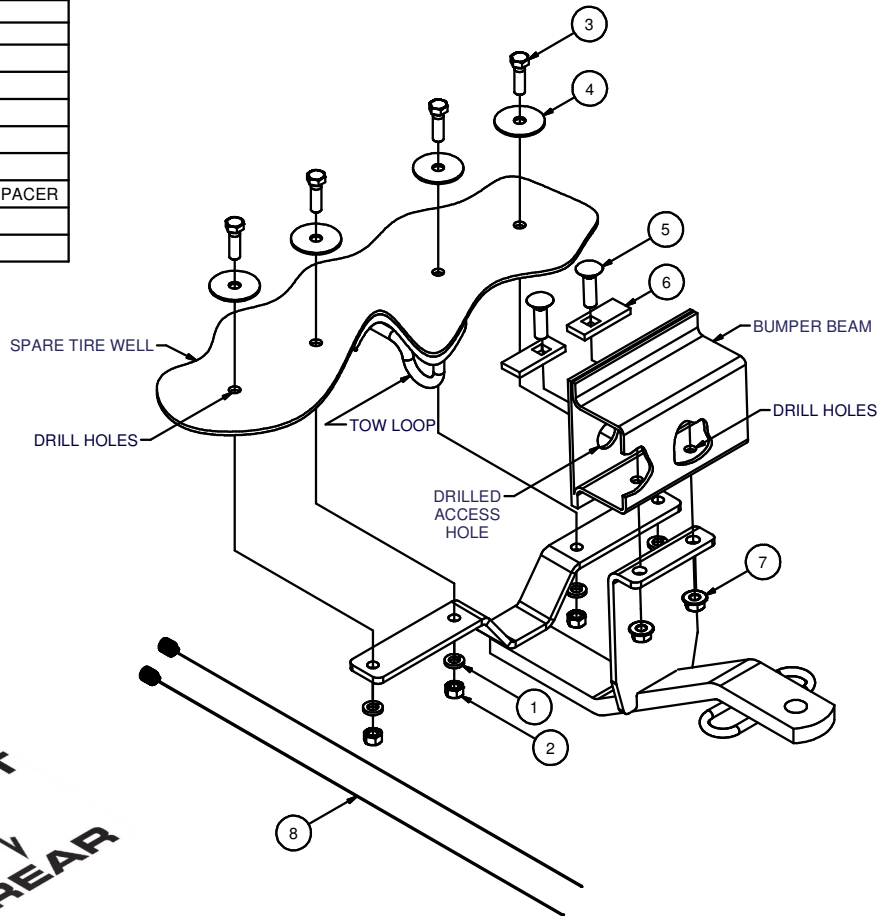 3
4
PACER
5
6
SPARE TIRE WELL
BUMPER BEAM
DRILL HOLES
TOW LOOP
DRILL HOLES
DRILLED
ACCESS
HOLE
7
1
2
8
REAR